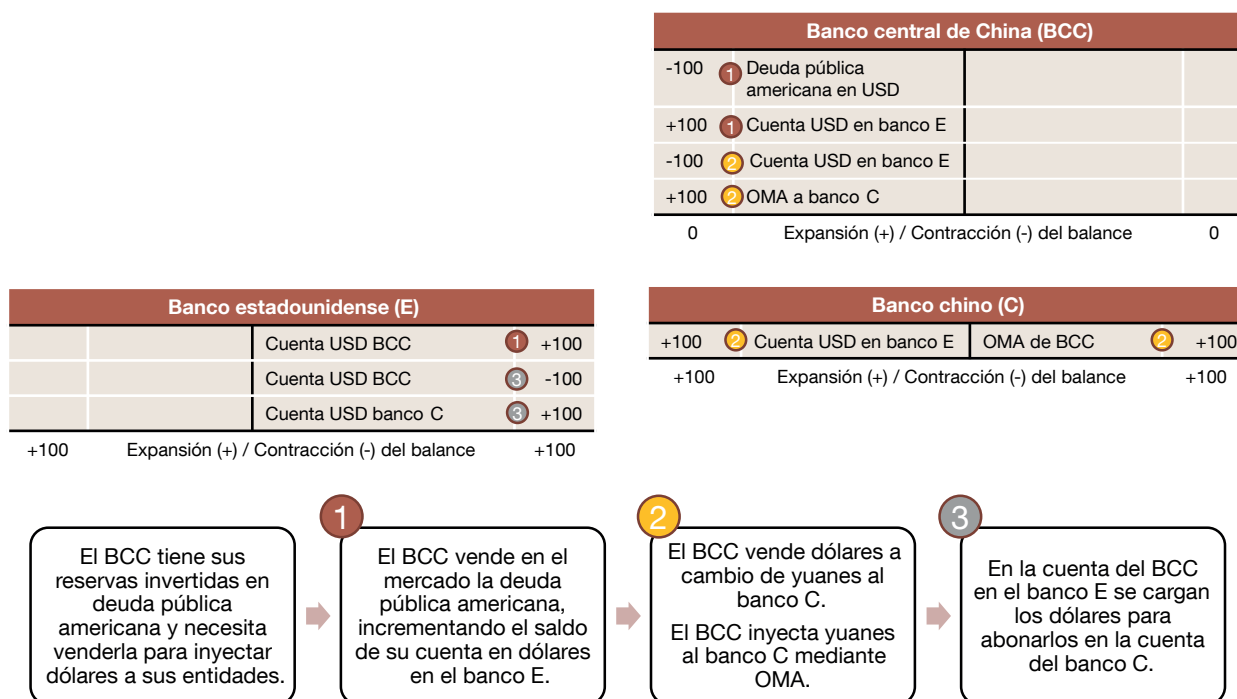 Banco central de China (BCC)
-100 1 Deuda pública
americana en USD
+100 1 Cuenta USD en banco E
-100 2 Cuenta USD en banco E
+100 2 OMA a banco C
0 Expansión (+) / Contracción (-) del balance 0
Banco estadounidense (E)
Cuenta USD BCC 1 +100
Cuenta USD BCC 3 -100
Cuenta USD banco C 3 +100
+100 Expansión (+) / Contracción (-) del balance +100
Banco chino (C)
+100 2 Cuenta USD en banco E OMA de BCC 2 +100
+100 Expansión (+) / Contracción (-) del balance +100
El BCC tiene sus
reservas invertidas en
deuda pública
americana y necesita
venderla para inyectar
dólares a sus entidades.
1
El BCC vende en el
mercado la deuda
pública americana,
incrementando el saldo
de su cuenta en dólares
en el banco E.
2
El BCC vende dólares a
cambio de yuanes al
banco C.
El BCC inyecta yuanes
al banco C mediante
OMA.
3
En la cuenta del BCC
en el banco E se cargan
los dólares para
abonarlos en la cuenta
del banco C.